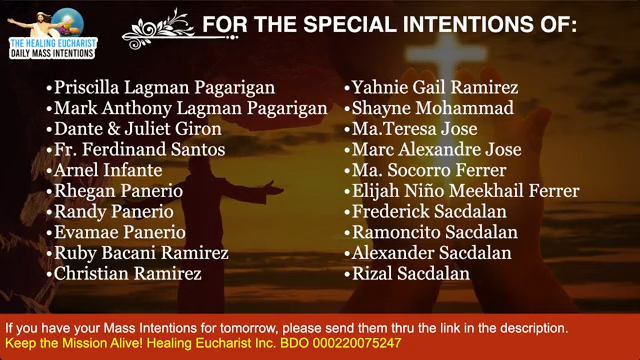 THE HEALING EUCHARIST
DAILY MASS INTENTIONS
FOR THE SPECIAL INTENTIONS OF:
•Priscilla Lagman Pagarigan
•Mark Anthony Lagman Pagarigan
•Dante & Juliet Giron
•Fr. Ferdinand Santos
•Arnel Infante
•Rhegan Panerio
•Randy Panerio
•Evamae Panerio
•Ruby Bacani Ramirez
•Christian Ramirez
•Yahnie Gail Ramirez
•Shayne Mohammad
•Ma.Teresa Jose
•Marc Alexandre Jose
•Ma. Socorro Ferrer
•Elijah Niño Meekhail Ferrer
•Frederick Sacdalan
•Ramoncito Sacdalan
•Alexander Sacdalan
•Rizal Sacdalan
If you have your Mass Intentions for tomorrow, please send them thru the link in the description.
Keep the Mission Alive! Healing Eucharist Inc. BDO 000220075247